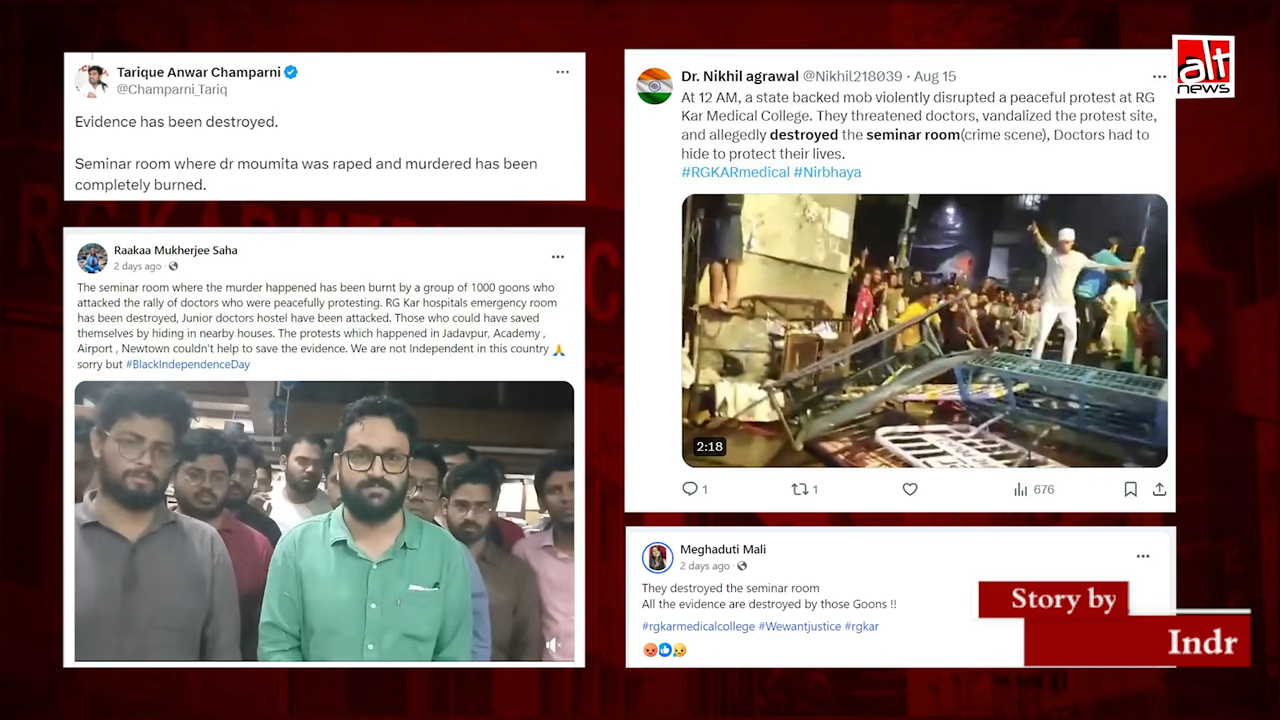 Tarique Anwar Champarni
@Champarni_Tariq
Evidence has been destroyed.
Seminar room where dr moumita was raped and murdered has been
completely burned.
Raakaa Mukherjee Saha
2 days ago ·
The seminar room where the murder happened has been burnt by a group of 1000 goons who
attacked the rally of doctors who were peacefully protesting. RG Kar hospitals emergency room
has been destroyed, Junior doctors hostel have been attacked. Those who could have saved
themselves by hiding in nearby houses. The protests which happened in Jadavpur, Academy ,
Airport , Newtown couldn't help to save the evidence. We are not Independent in this country 🙏
sorry but #BlackIndependenceDay
Dr. Nikhil agrawal @Nikhil218039 · Aug 15
At 12 AM, a state backed mob violently disrupted a peaceful protest at RG
Kar Medical College. They threatened doctors, vandalized the protest site,
and allegedly destroyed the seminar room(crime scene), Doctors had to
hide to protect their lives.
#RGKARmedical #Nirbhaya
2:18
1 1 676
Meghaduti Mali
2 days ago ·
They destroyed the seminar room
All the evidence are destroyed by those Goons !!
#rgkarmedicalcollege #Wewantjustice #rgkar
alt
news
Story by
Indr